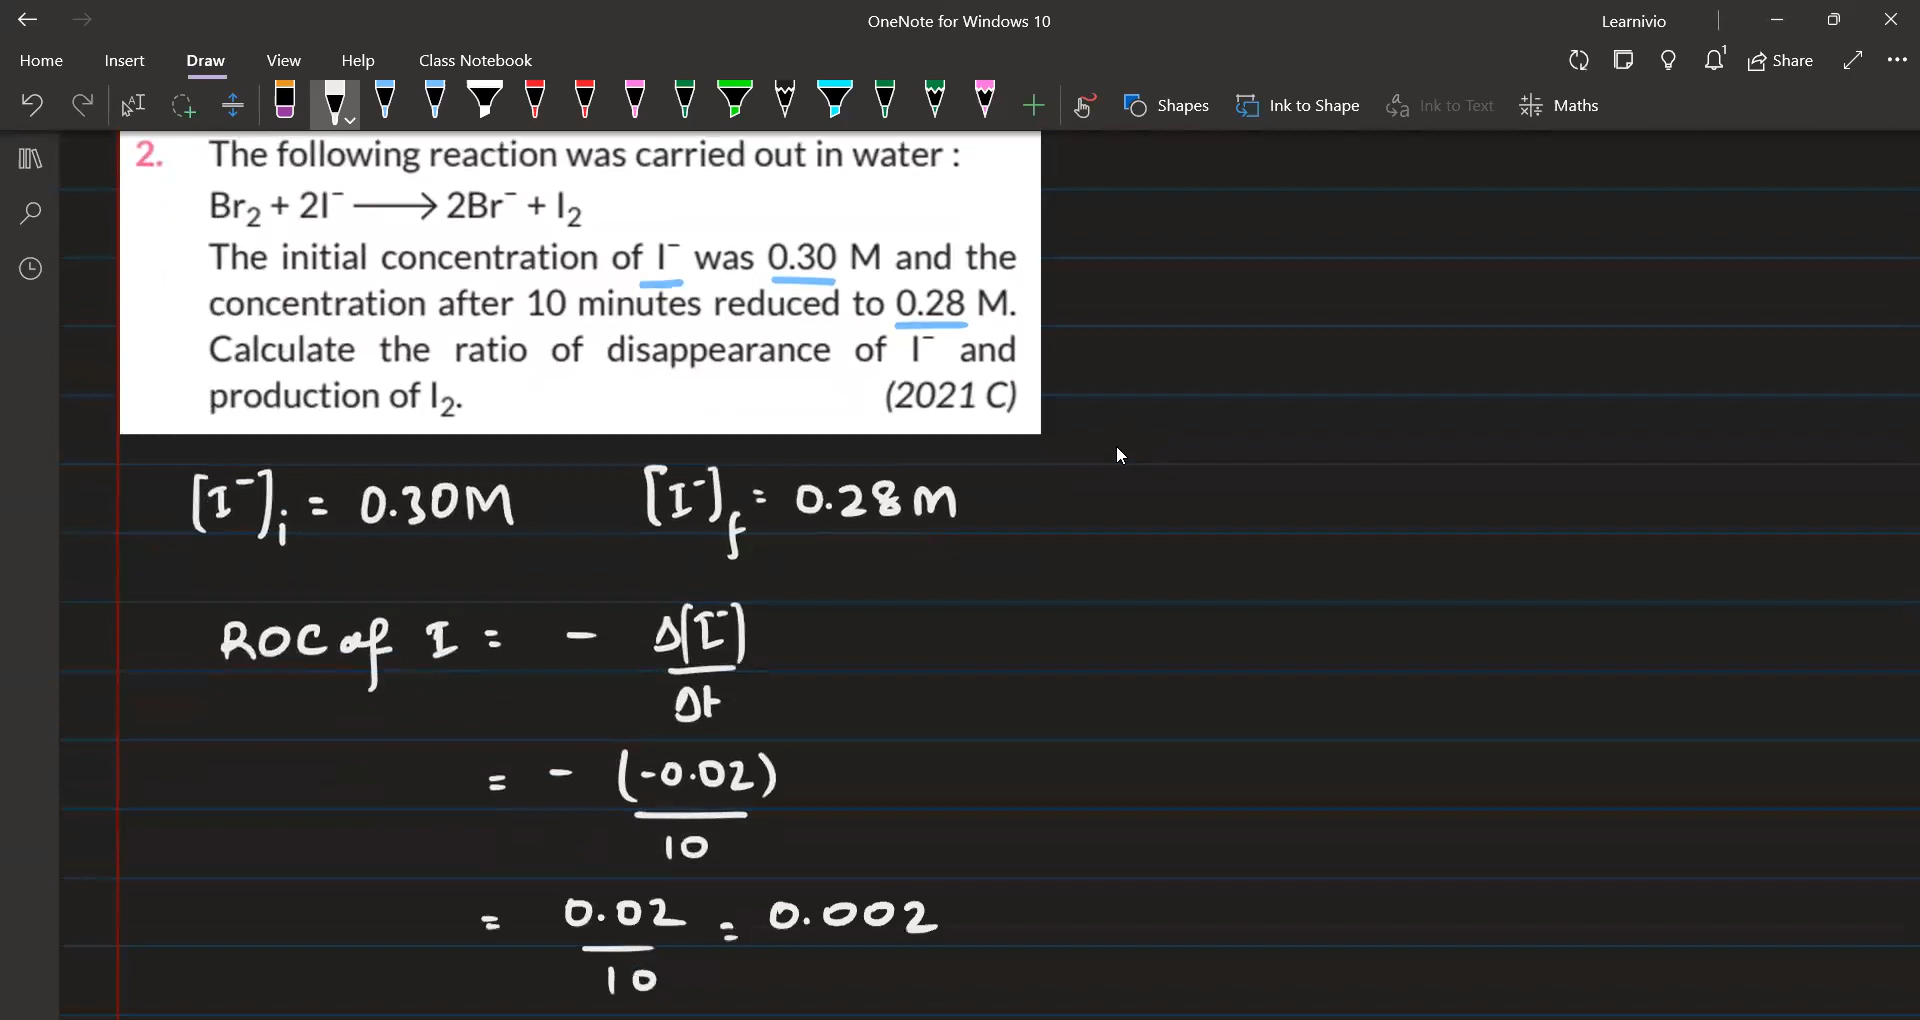 OneNote for Windows 10
Learnivio
Home Insert Draw View Help Class Notebook
1
Share
Shapes Ink to Shape Ink to Text Maths
2. The following reaction was carried out in water :
Br₂ + 2I⁻ ⟶ 2Br⁻ + I₂
The initial concentration of I⁻ was 0.30 M and the
concentration after 10 minutes reduced to 0.28 M.
Calculate the ratio of disappearance of I⁻ and
production of I₂. (2021 C)
[I⁻]i = 0.30M [I⁻]f = 0.28M
ROC of I = - Δ[I⁻]
Δt
= - (-0.02)
10
= 0.02 = 0.002
10